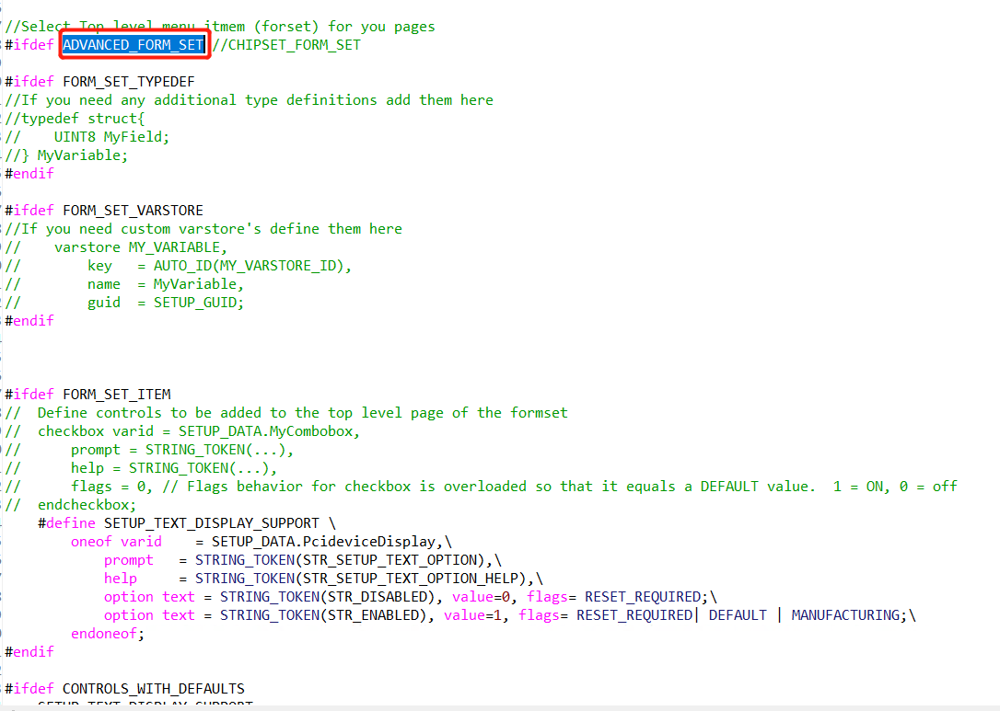 //Select Top level menu itmem (forset) for you pages
#ifdef ADVANCED_FORM_SET //CHIPSET_FORM_SET
#ifdef FORM_SET_TYPEDEF
//If you need any additional type definitions add them here
//typedef struct{
//    UINT8 MyField;
//} MyVariable;
#endif
#ifdef FORM_SET_VARSTORE
//If you need custom varstore's define them here
//    varstore MY_VARIABLE,
//        key   = AUTO_ID(MY_VARSTORE_ID),
//        name  = MyVariable,
//        guid  = SETUP_GUID;
#endif
#ifdef FORM_SET_ITEM
//  Define controls to be added to the top level page of the formset
//  checkbox varid = SETUP_DATA.MyCombobox,
//      prompt = STRING_TOKEN(...),
//      help = STRING_TOKEN(...),
//      flags = 0, // Flags behavior for checkbox is overloaded so that it equals a DEFAULT value.  1 = ON, 0 = off
//  endcheckbox;
    #define SETUP_TEXT_DISPLAY_SUPPORT \
        oneof varid    = SETUP_DATA.PcideviceDisplay,\
            prompt   = STRING_TOKEN(STR_SETUP_TEXT_OPTION),\
            help     = STRING_TOKEN(STR_SETUP_TEXT_OPTION_HELP),\
            option text = STRING_TOKEN(STR_DISABLED), value=0, flags= RESET_REQUIRED;\
            option text = STRING_TOKEN(STR_ENABLED), value=1, flags= RESET_REQUIRED| DEFAULT | MANUFACTURING;\
        endoneof;
#endif
#ifdef CONTROLS_WITH_DEFAULTS
    SETUP_TEXT_DISPLAY_SUPPORT